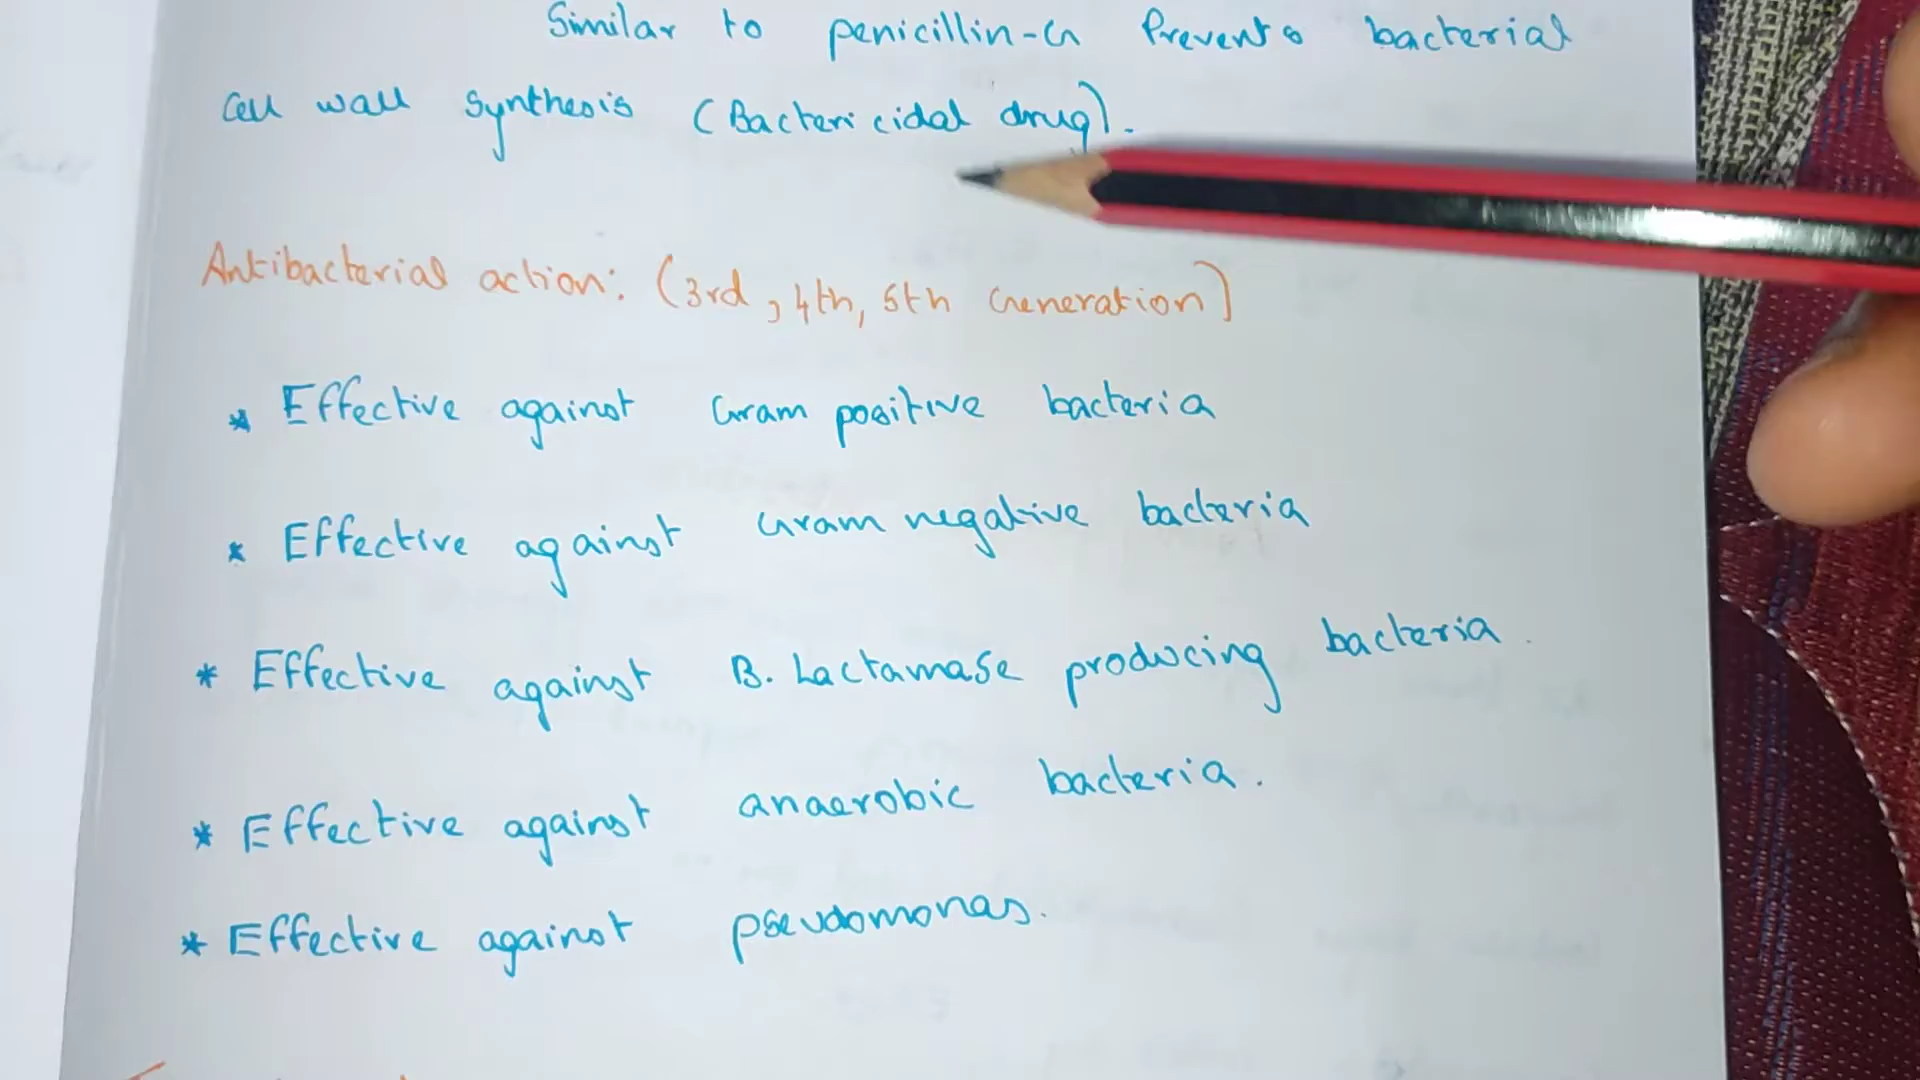 Similar to penicillin-G Prevents bacterial
cell wall synthesis (Bactericidal drug).
Antibacterial action: (3rd, 4th, 5th Generation)
* Effective against Gram positive bacteria
* Effective against Gram negative bacteria
* Effective against B. Lactamase producing bacteria.
* Effective against anaerobic bacteria.
* Effective against pseudomonas.